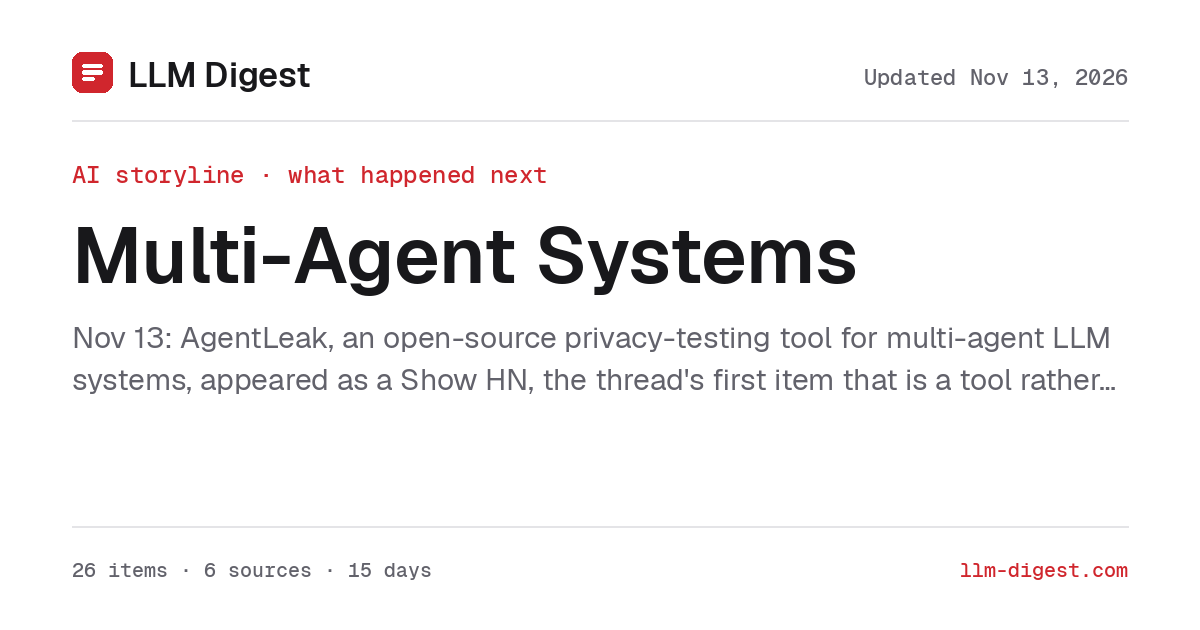 LLM Digest
Updated Nov 13, 2026
AI storyline · what happened next
Multi-Agent Systems
Nov 13: AgentLeak, an open-source privacy-testing tool for multi-agent LLM
systems, appeared as a Show HN, the thread's first item that is a tool rather…
26 items · 6 sources · 15 days
llm-digest.com